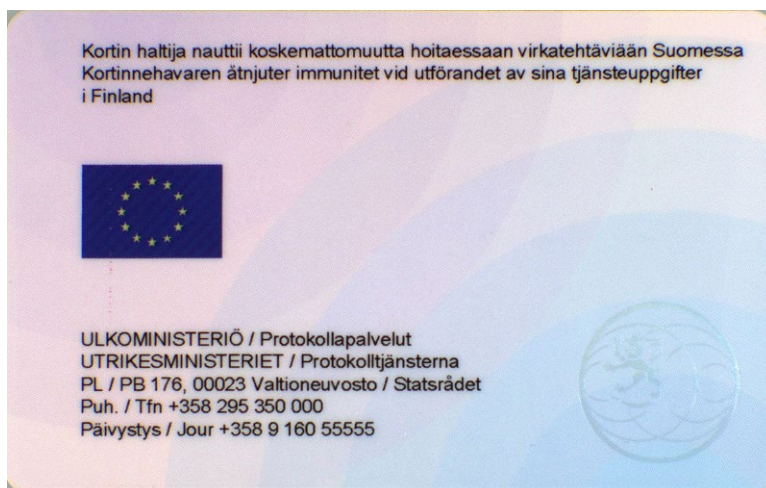 Kortin haltija nauttii koskemattomuutta hoitaessaan virkatehtäviään Suomessa
Kortinnehavaren åtnjuter immunitet vid utförandet av sina tjänsteuppgifter
i Finland
ULKOMINISTERIÖ / Protokollapalvelut
UTRIKESMINISTERIET / Protokolltjänsterna
PL / PB 176, 00023 Valtioneuvosto / Statsrådet
Puh. / Tfn +358 295 350 000
Päivystys / Jour +358 9 160 55555